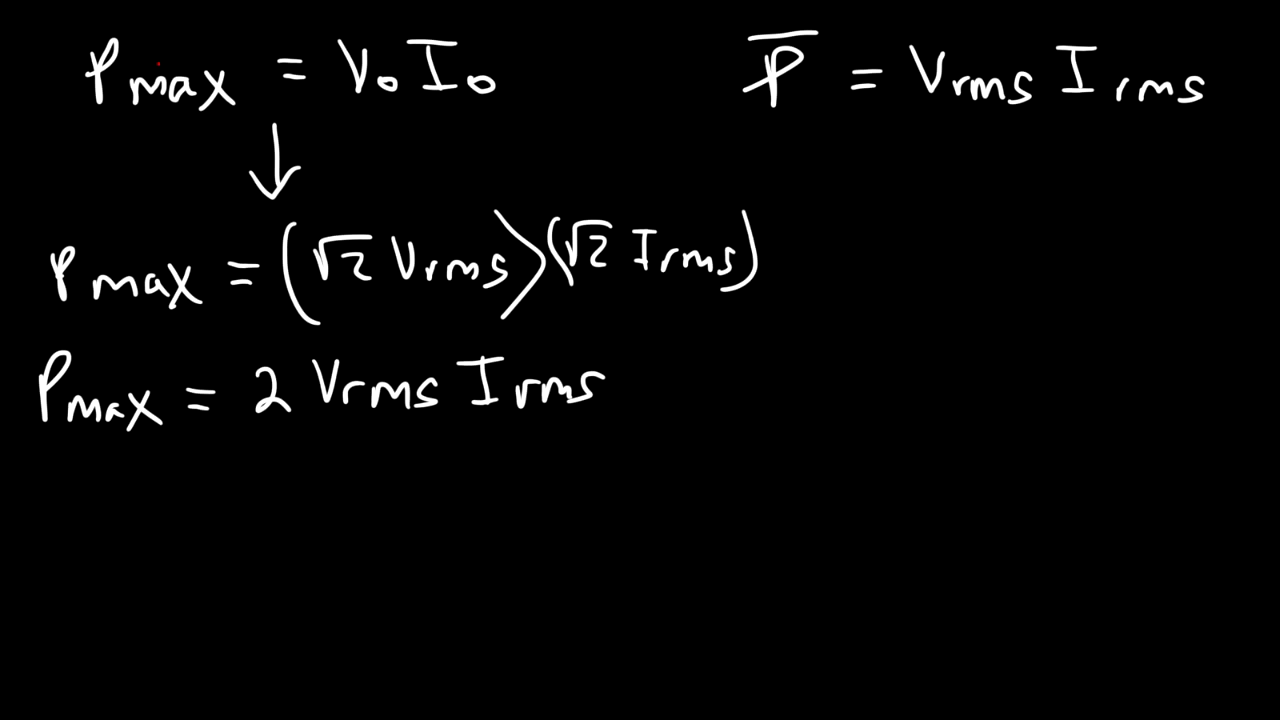 Pmax = V₀I₀
P̅ = Vrms Irms
↓
Pmax = (√2 Vrms)(√2 Irms)
Pmax = 2 Vrms Irms